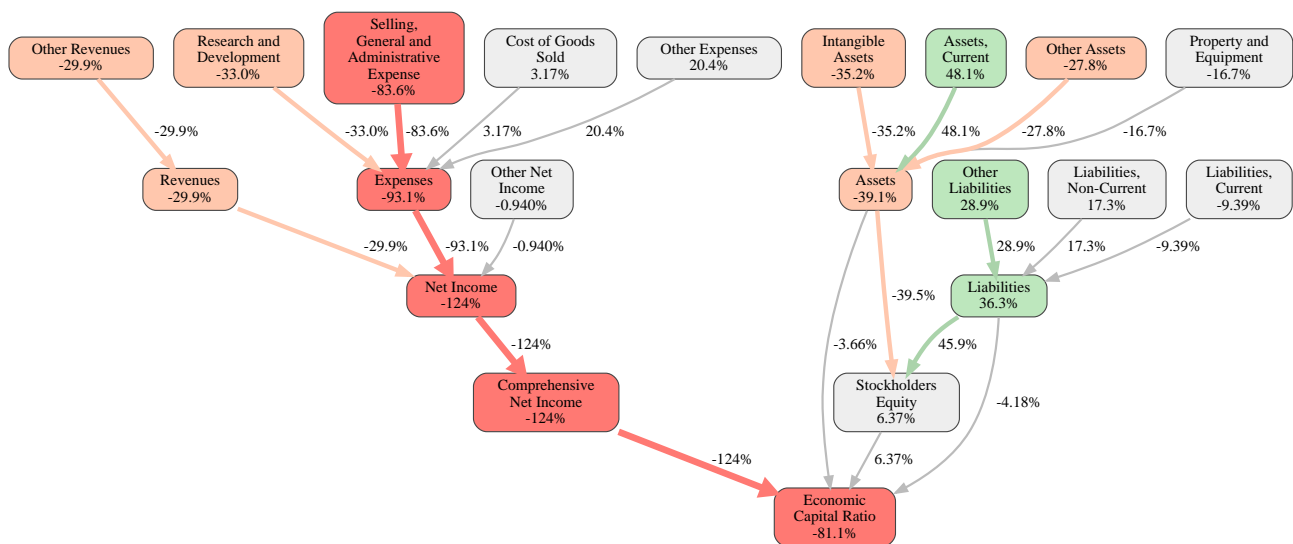 Other Revenues
-29.9%
Research and
Development
-33.0%
Selling,
General and
Administrative
Expense
-83.6%
Cost of Goods
Sold
3.17%
Other Expenses
20.4%
Intangible
Assets
-35.2%
Assets,
Current
48.1%
Other Assets
-27.8%
Property and
Equipment
-16.7%
-29.9%
-33.0%
-83.6%
3.17%
20.4%
-35.2%
48.1%
-27.8%
-16.7%
Revenues
-29.9%
Expenses
-93.1%
Other Net
Income
-0.940%
Assets
-39.1%
Other
Liabilities
28.9%
Liabilities,
Non-Current
17.3%
Liabilities,
Current
-9.39%
-29.9%
-93.1%
-0.940%
28.9%
17.3%
-9.39%
Net Income
-124%
-39.5%
Liabilities
36.3%
-124%
-3.66%
45.9%
Comprehensive
Net Income
-124%
Stockholders
Equity
6.37%
-4.18%
-124%
6.37%
Economic
Capital Ratio
-81.1%